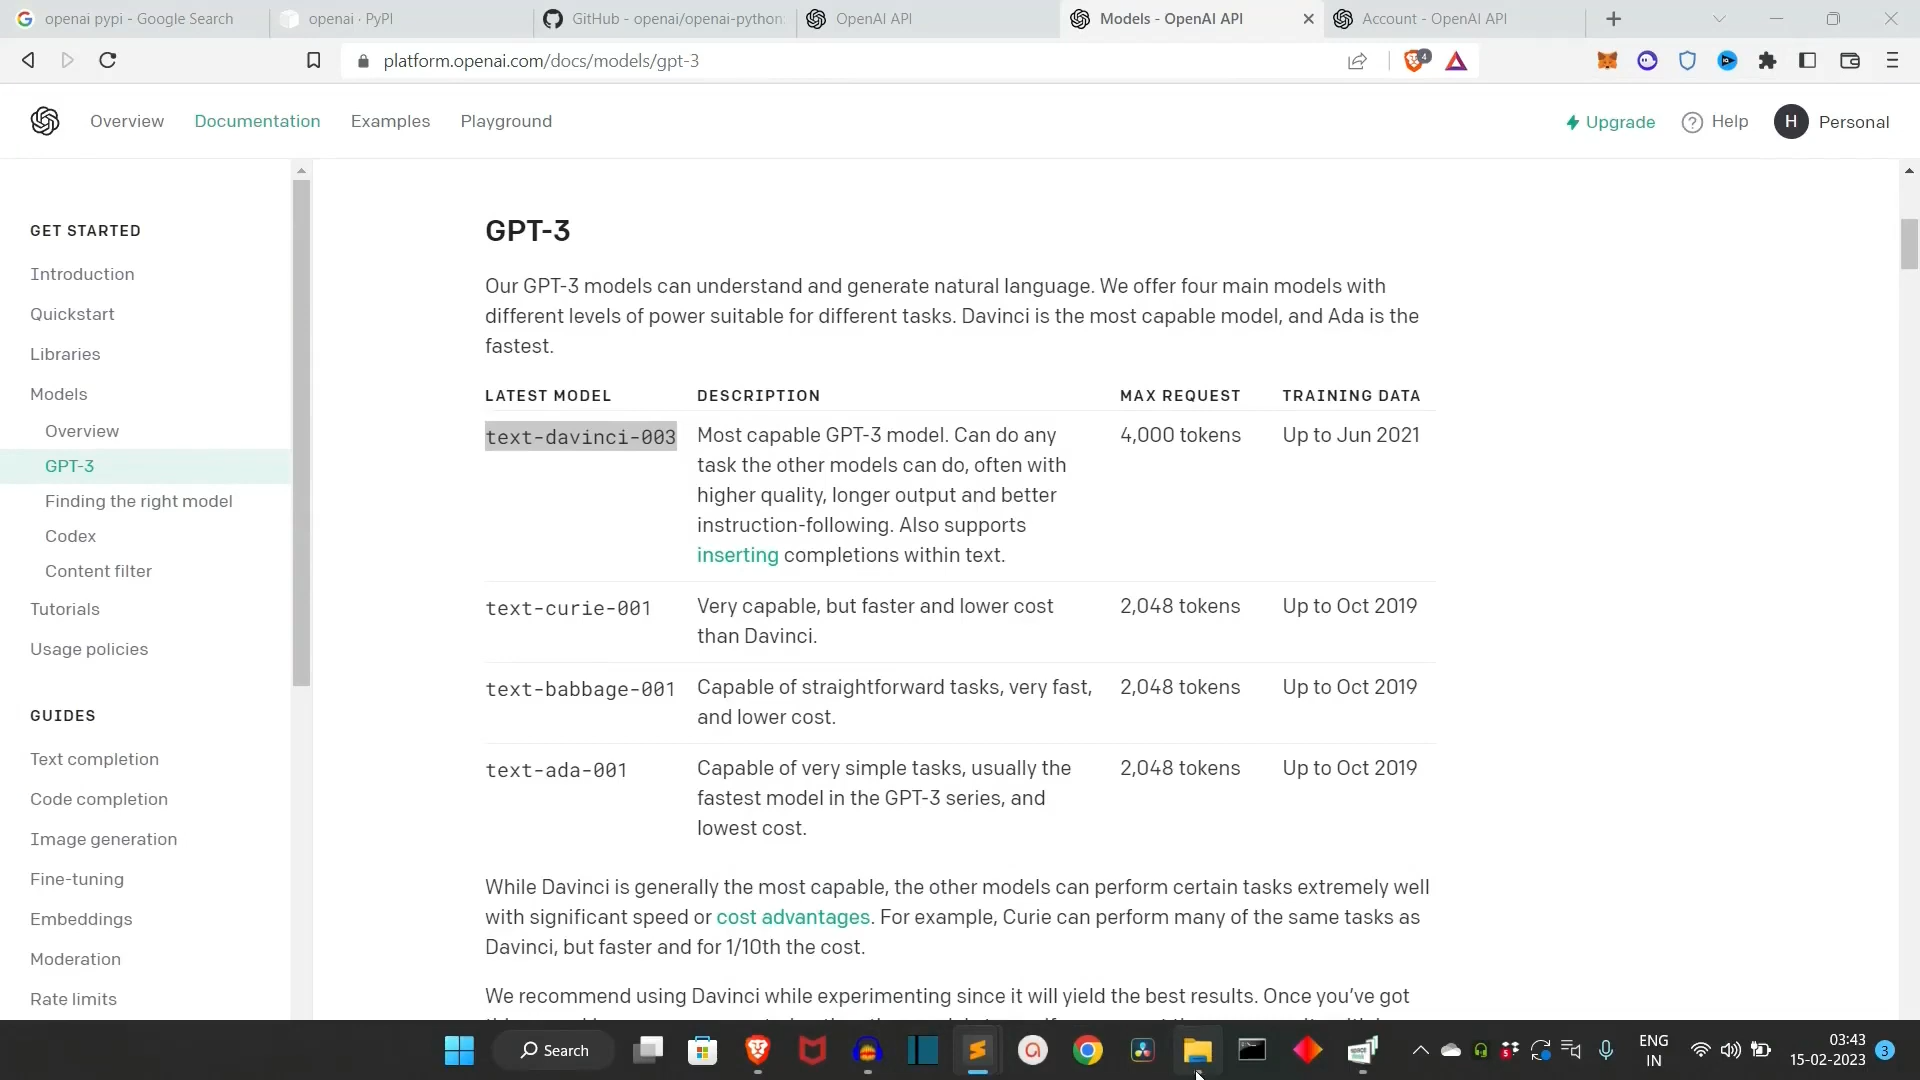 openai pypi - Google Search
openai · PyPI
GitHub - openai/openai-python:
OpenAI API
Models - OpenAI API
Account - OpenAI API
platform.openai.com/docs/models/gpt-3
4
Overview
Documentation
Examples
Playground
Upgrade
Help
H
Personal
GET STARTED
Introduction
Quickstart
Libraries
Models
Overview
GPT-3
Finding the right model
Codex
Content filter
Tutorials
Usage policies
GUIDES
Text completion
Code completion
Image generation
Fine-tuning
Embeddings
Moderation
Rate limits
GPT-3
Our GPT-3 models can understand and generate natural language. We offer four main models with
different levels of power suitable for different tasks. Davinci is the most capable model, and Ada is the
fastest.
LATEST MODEL DESCRIPTION MAX REQUEST TRAINING DATA
text-davinci-003 Most capable GPT-3 model. Can do any 4,000 tokens Up to Jun 2021
task the other models can do, often with
higher quality, longer output and better
instruction-following. Also supports
inserting completions within text.
text-curie-001 Very capable, but faster and lower cost 2,048 tokens Up to Oct 2019
than Davinci.
text-babbage-001 Capable of straightforward tasks, very fast, 2,048 tokens Up to Oct 2019
and lower cost.
text-ada-001 Capable of very simple tasks, usually the 2,048 tokens Up to Oct 2019
fastest model in the GPT-3 series, and
lowest cost.
While Davinci is generally the most capable, the other models can perform certain tasks extremely well
with significant speed or cost advantages. For example, Curie can perform many of the same tasks as
Davinci, but faster and for 1/10th the cost.
We recommend using Davinci while experimenting since it will yield the best results. Once you've got
Search
ENG
IN
03:43
15-02-2023
3